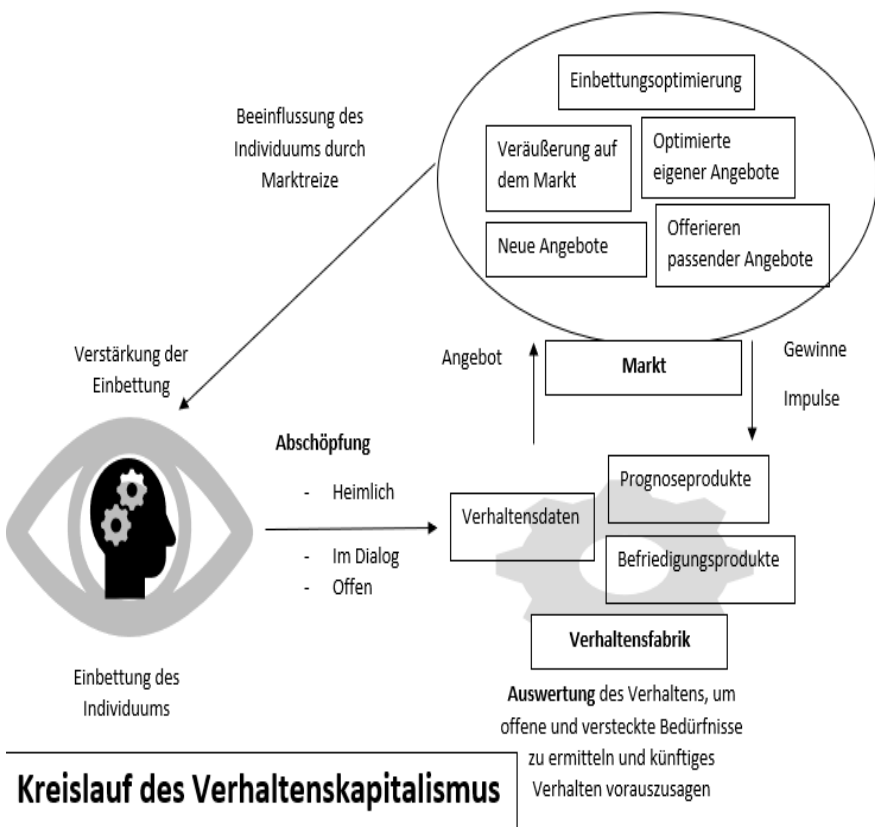 Einbettungsoptimierung
Beeinflussung des
Individuums durch
Marktreize
Veräußerung auf
dem Markt
Optimierte
eigener Angebote
Neue Angebote
Offerieren
passender Angebote
Verstärkung der
Einbettung
Angebot
Markt
Gewinne
Impulse
Abschöpfung
- Heimlich
- Im Dialog
- Offen
Verhaltensdaten
Prognoseprodukte
Befriedigungsprodukte
Verhaltensfabrik
Einbettung des
Individuums
Auswertung des Verhaltens, um
offene und versteckte Bedürfnisse
zu ermitteln und künftiges
Verhalten vorauszusagen
Kreislauf des Verhaltenskapitalismus